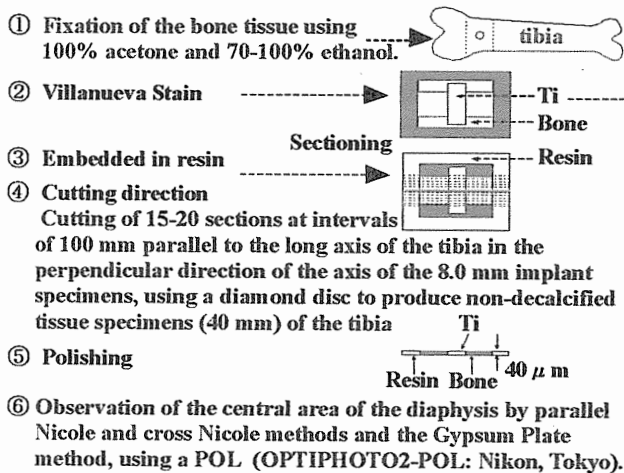 ① Fixation of the bone tissue using
100% acetone and 70-100% ethanol.
tibia
② Villanueva Stain
Ti
Bone
Sectioning
③ Embedded in resin
Resin
④ Cutting direction
Cutting of 15-20 sections at intervals
of 100 mm parallel to the long axis of the tibia in the
perpendicular direction of the axis of the 8.0 mm implant
specimens, using a diamond disc to produce non-decalcified
tissue specimens (40 mm) of the tibia
Ti
⑤ Polishing
Resin Bone 40 μ m
⑥ Observation of the central area of the diaphysis by parallel
Nicole and cross Nicole methods and the Gypsum Plate
method, using a POL (OPTIPHOTO2-POL: Nikon, Tokyo).